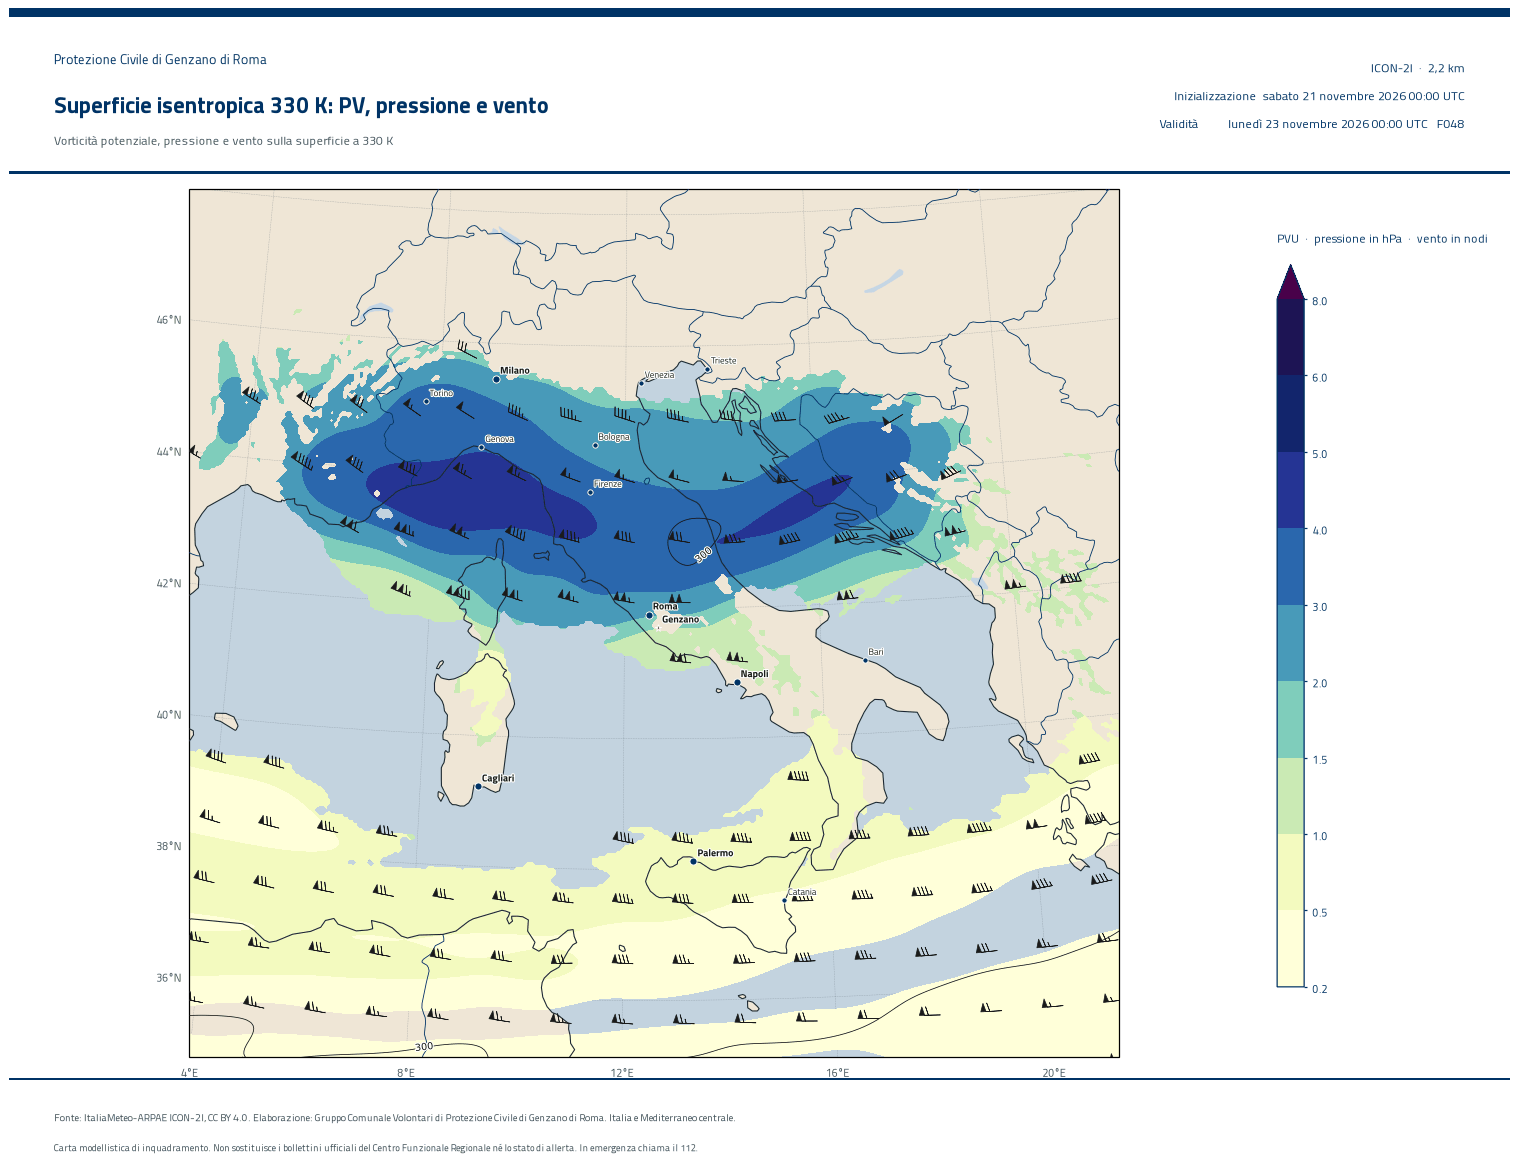 Protezione Civile di Genzano di Roma
Superficie isentropica 330 K: PV, pressione e vento
Vorticità potenziale, pressione e vento sulla superficie a 330 K
ICON-2I · 2,2 km
Inizializzazione sabato 21 novembre 2026 00:00 UTC
Validità lunedì 23 novembre 2026 00:00 UTC F048
PVU · pressione in hPa · vento in nodi
8.0
6.0
5.0
4.0
3.0
2.0
1.5
1.0
0.5
0.2
46°N
44°N
42°N
40°N
38°N
36°N
4°E
8°E
12°E
16°E
20°E
Trieste
Venezia
Milano
Torino
Genova
Bologna
Firenze
300
Roma
Genzano
Bari
Napoli
Cagliari
Palermo
Catania
300
Fonte: ItaliaMeteo-ARPAE ICON-2I, CC BY 4.0. Elaborazione: Gruppo Comunale Volontari di Protezione Civile di Genzano di Roma. Italia e Mediterraneo centrale.
Carta modellistica di inquadramento. Non sostituisce i bollettini ufficiali del Centro Funzionale Regionale né lo stato di allerta. In emergenza chiama il 112.